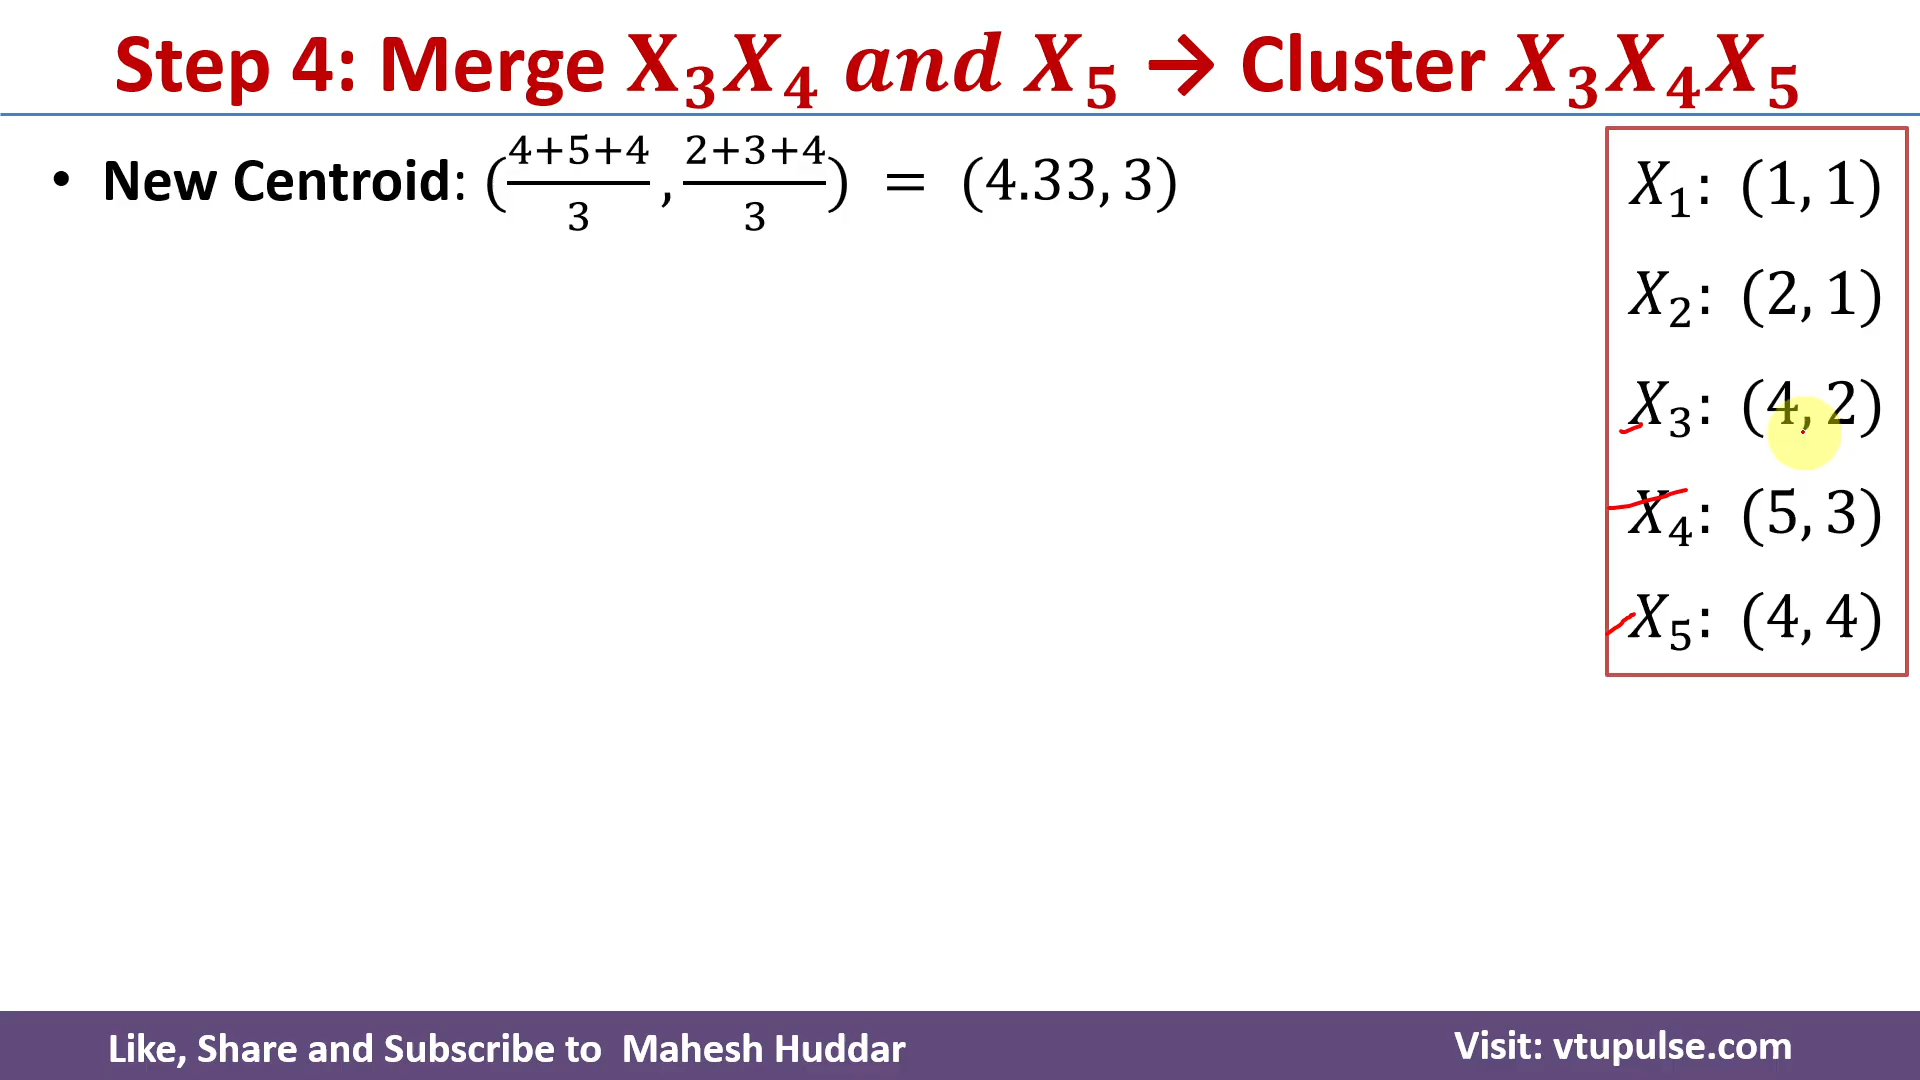 Step 4: Merge X₃X₄ and X₅ → Cluster X₃X₄X₅
• New Centroid: (4+5+4/3, 2+3+4/3) = (4.33, 3)
X₁: (1, 1)
X₂: (2, 1)
X₃: (4, 2)
X₄: (5, 3)
X₅: (4, 4)
Like, Share and Subscribe to Mahesh Huddar
Visit: vtupulse.com